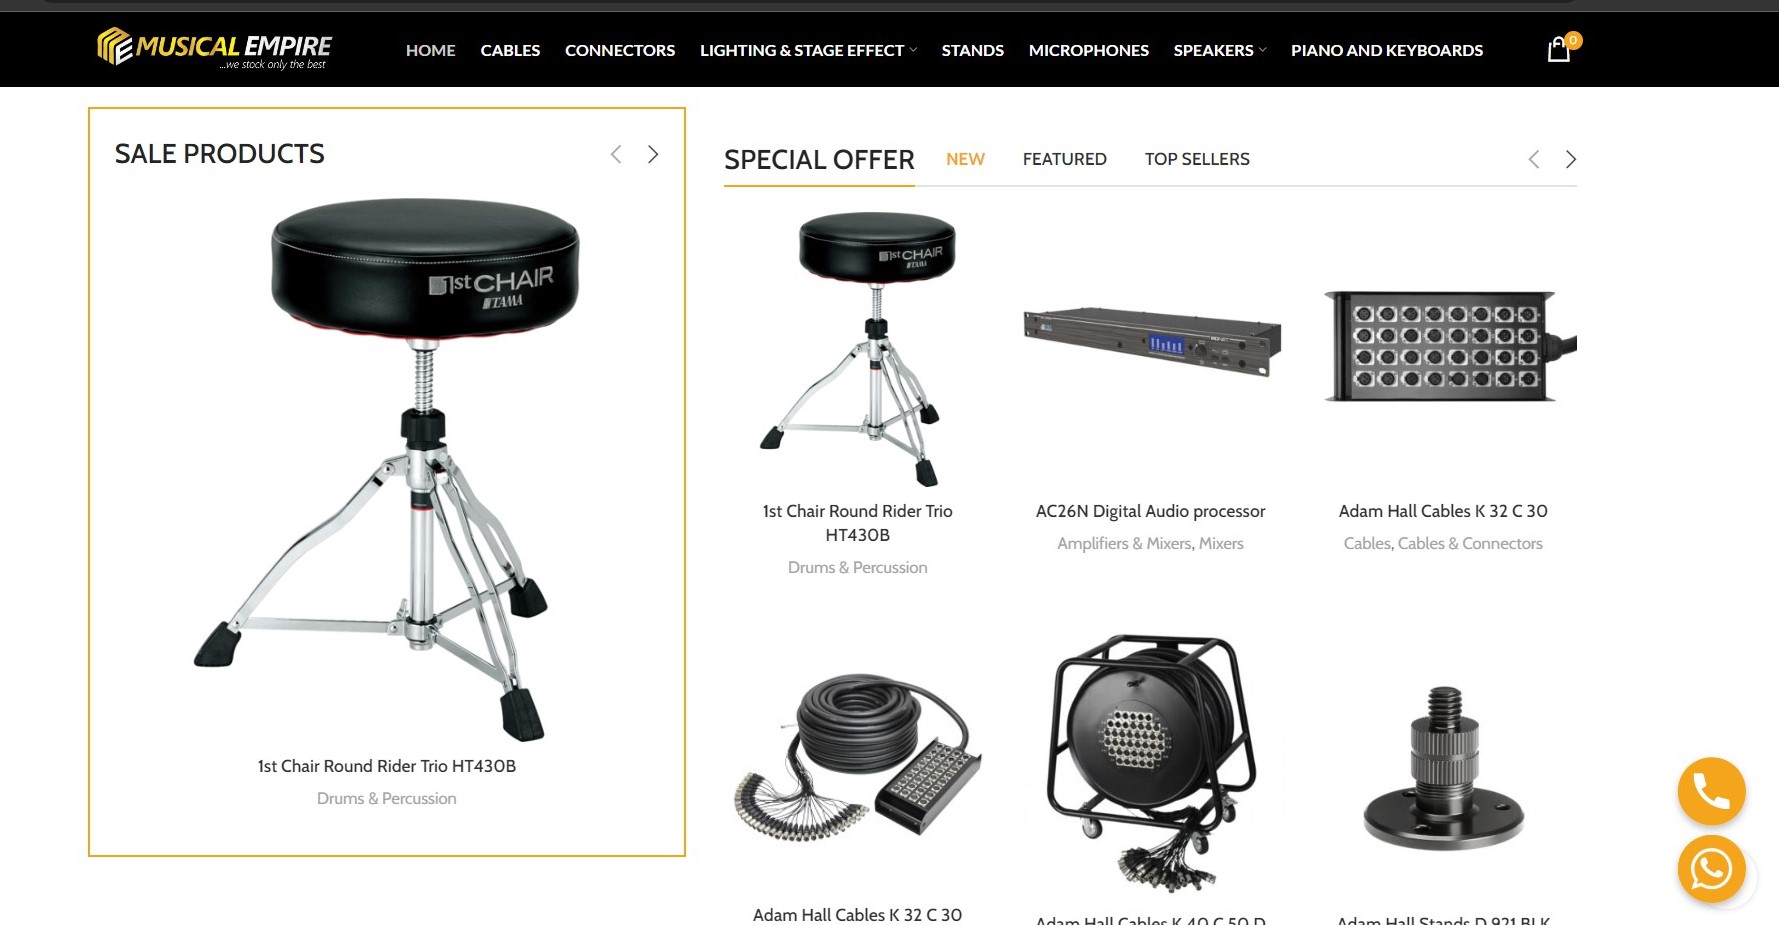 MUSICAL EMPIRE
...we stock only the best
HOME
CABLES
CONNECTORS
LIGHTING & STAGE EFFECT
STANDS
MICROPHONES
SPEAKERS
PIANO AND KEYBOARDS
0
SALE PRODUCTS
1st CHAIR
TAMA
1st Chair Round Rider Trio HT430B
Drums & Percussion
SPECIAL OFFER
NEW
FEATURED
TOP SELLERS
1st CHAIR
TAMA
1st Chair Round Rider Trio
HT430B
Drums & Percussion
AC26N Digital Audio processor
Amplifiers & Mixers, Mixers
Adam Hall Cables K 32 C 30
Cables, Cables & Connectors
Adam Hall Cables K 32 C 30
Adam Hall Cables K 40 C 50 D
Adam Hall Stands D 921 BLK